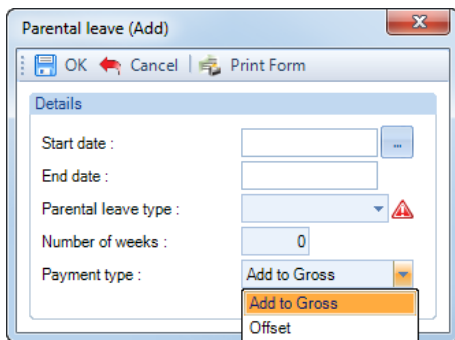 Parental leave (Add)
OK Cancel Print Form
Details
Start date : ...
End date :
Parental leave type :
Number of weeks : 0
Payment type : Add to Gross
Add to Gross
Offset